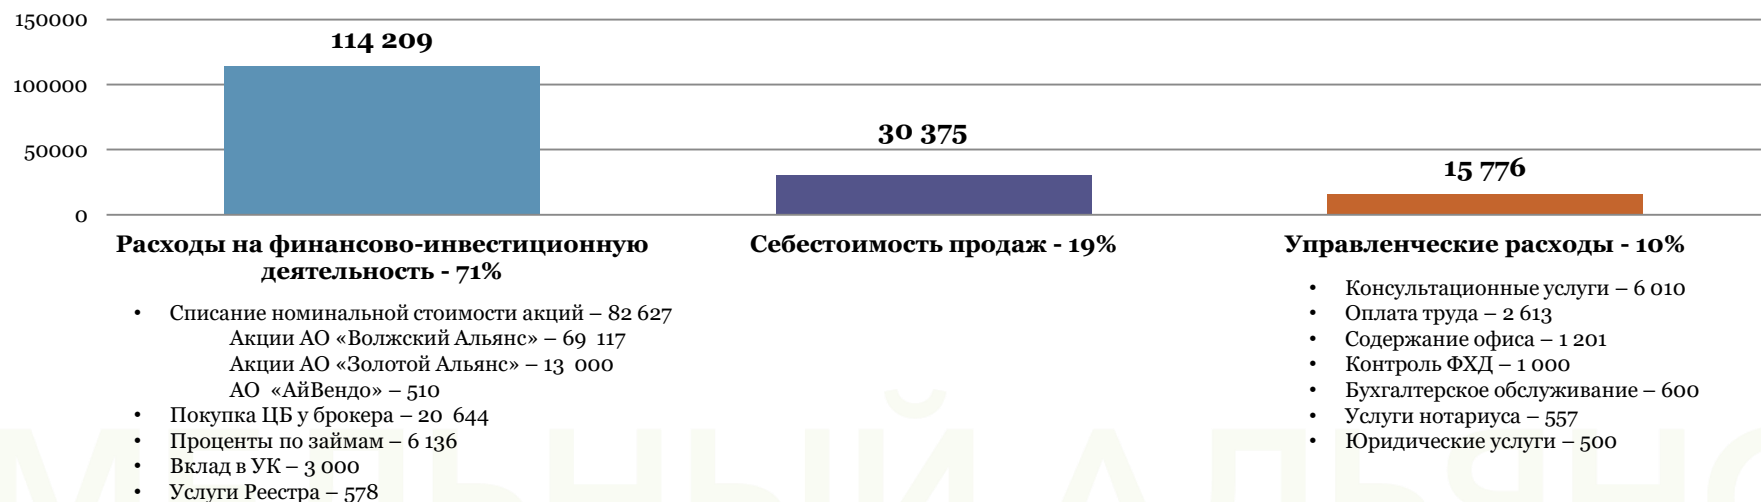 150000
114 209
100000
50000
30 375
15 776
0
Расходы на финансово-инвестиционную
деятельность - 71%
• Списание номинальной стоимости акций – 82 627
Акции АО «Волжский Альянс» – 69 117
Акции АО «Золотой Альянс» – 13 000
АО «АйВендо» – 510
• Покупка ЦБ у брокера – 20 644
• Проценты по займам – 6 136
• Вклад в УК – 3 000
• Услуги Реестра – 578
Себестоимость продаж - 19%
Управленческие расходы - 10%
• Консультационные услуги – 6 010
• Оплата труда – 2 613
• Содержание офиса – 1 201
• Контроль ФХД – 1 000
• Бухгалтерское обслуживание – 600
• Услуги нотариуса – 557
• Юридические услуги – 500